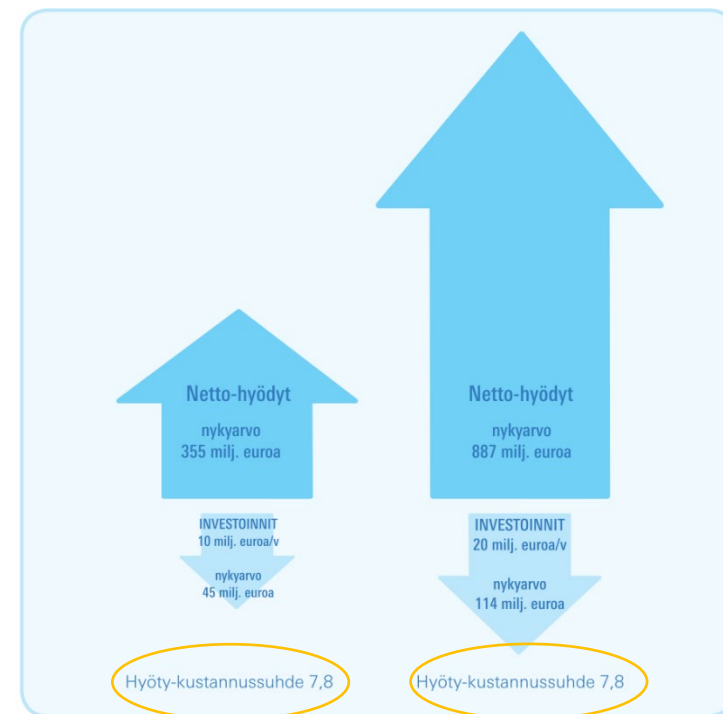 Netto-hyödyt
nykyarvo
355 milj. euroa
INVESTOINNIT
10 milj. euroa/v
nykyarvo
45 milj. euroa
Hyöty-kustannussuhde 7,8
Netto-hyödyt
nykyarvo
887 milj. euroa
INVESTOINNIT
20 milj. euroa/v
nykyarvo
114 milj. euroa
Hyöty-kustannussuhde 7,8